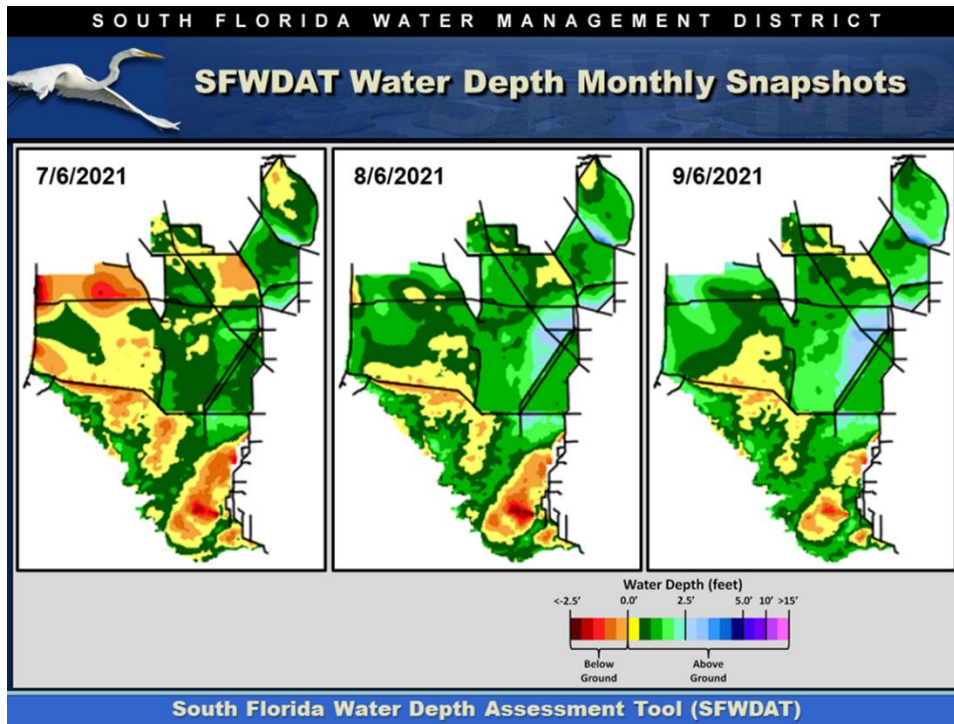 SOUTH FLORIDA WATER MANAGEMENT DISTRICT
SFWDAT Water Depth Monthly Snapshots
7/6/2021
8/6/2021
9/6/2021
Water Depth (feet)
<-2.5' 0.0' 2.5' 5.0' 10' >15'
Below Ground
Above Ground
South Florida Water Depth Assessment Tool (SFWDAT)